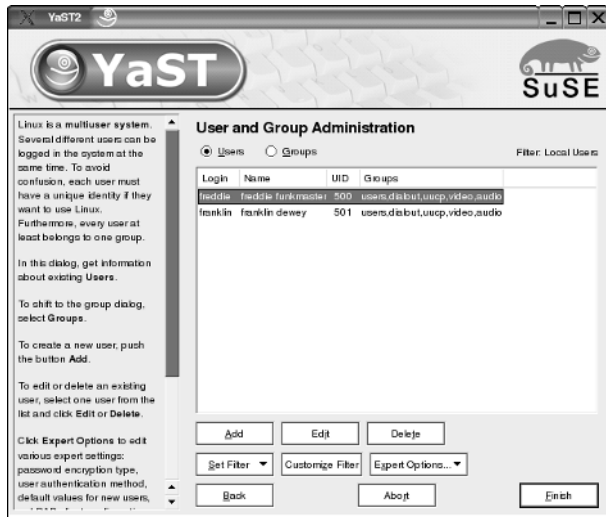 YaST2
YaST
SuSE
Linux is a multiuser system.
Several different users can be
logged in the system at the
same time. To avoid
confusion, each user must
have a unique identity if they
want to use Linux.
Furthermore, every user at
least belongs to one group.
In this dialog, get information
about existing Users.
To shift to the group dialog,
select Groups.
To create a new user, push
the button Add.
To edit or delete an existing
user, select one user from the
list and click Edit or Delete.
Click Expert Options to edit
various expert settings:
password encryption type,
user authentication method,
default values for new users,
User and Group Administration
Users Groups Filter: Local Users
Login Name UID Groups
freddie freddie funkmaster 500 users,dialout,uucp,video,audio
franklin franklin dewey 501 users,dialout,uucp,video,audio
Add Edit Delete
Set Filter Customize Filter Expert Options...
Back Abort Finish